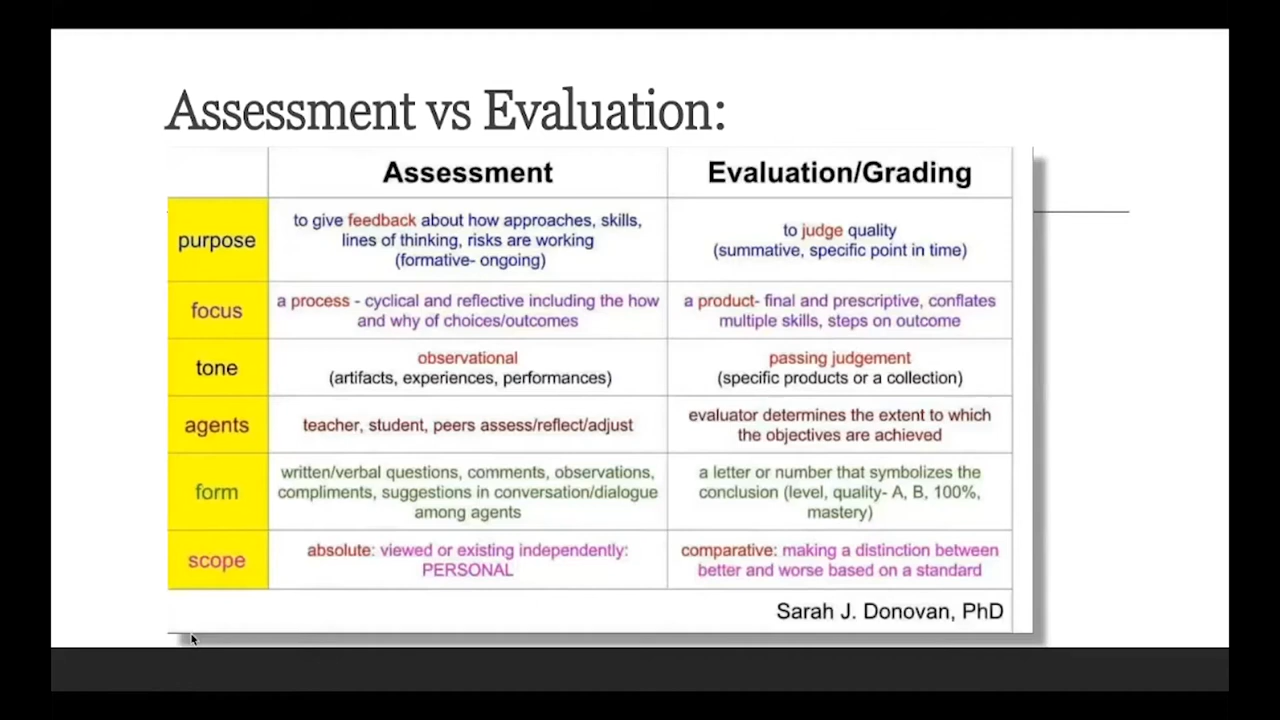 Assessment vs Evaluation:
Assessment
Evaluation/Grading
purpose
to give feedback about how approaches, skills,
lines of thinking, risks are working
(formative- ongoing)
to judge quality
(summative, specific point in time)
focus
a process - cyclical and reflective including the how
and why of choices/outcomes
a product- final and prescriptive, conflates
multiple skills, steps on outcome
tone
observational
(artifacts, experiences, performances)
passing judgement
(specific products or a collection)
agents
teacher, student, peers assess/reflect/adjust
evaluator determines the extent to which
the objectives are achieved
form
written/verbal questions, comments, observations,
compliments, suggestions in conversation/dialogue
among agents
a letter or number that symbolizes the
conclusion (level, quality- A, B, 100%,
mastery)
scope
absolute: viewed or existing independently:
PERSONAL
comparative: making a distinction between
better and worse based on a standard
Sarah J. Donovan, PhD